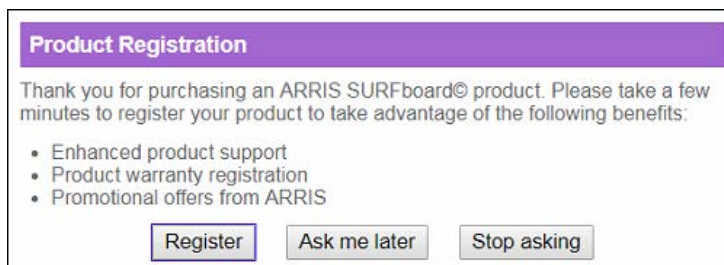 Product Registration
Thank you for purchasing an ARRIS SURFboard© product. Please take a few
minutes to register your product to take advantage of the following benefits:
• Enhanced product support
• Product warranty registration
• Promotional offers from ARRIS
Register Ask me later Stop asking